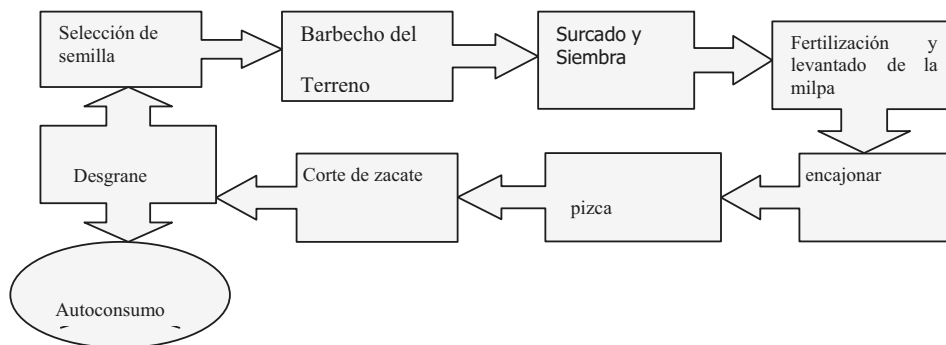 Selección de
semilla
Barbecho del
Terreno
Surcado y
Siembra
Fertilización y
levantado de la
milpa
encajonar
pizca
Corte de zacate
Desgrane
Autoconsumo